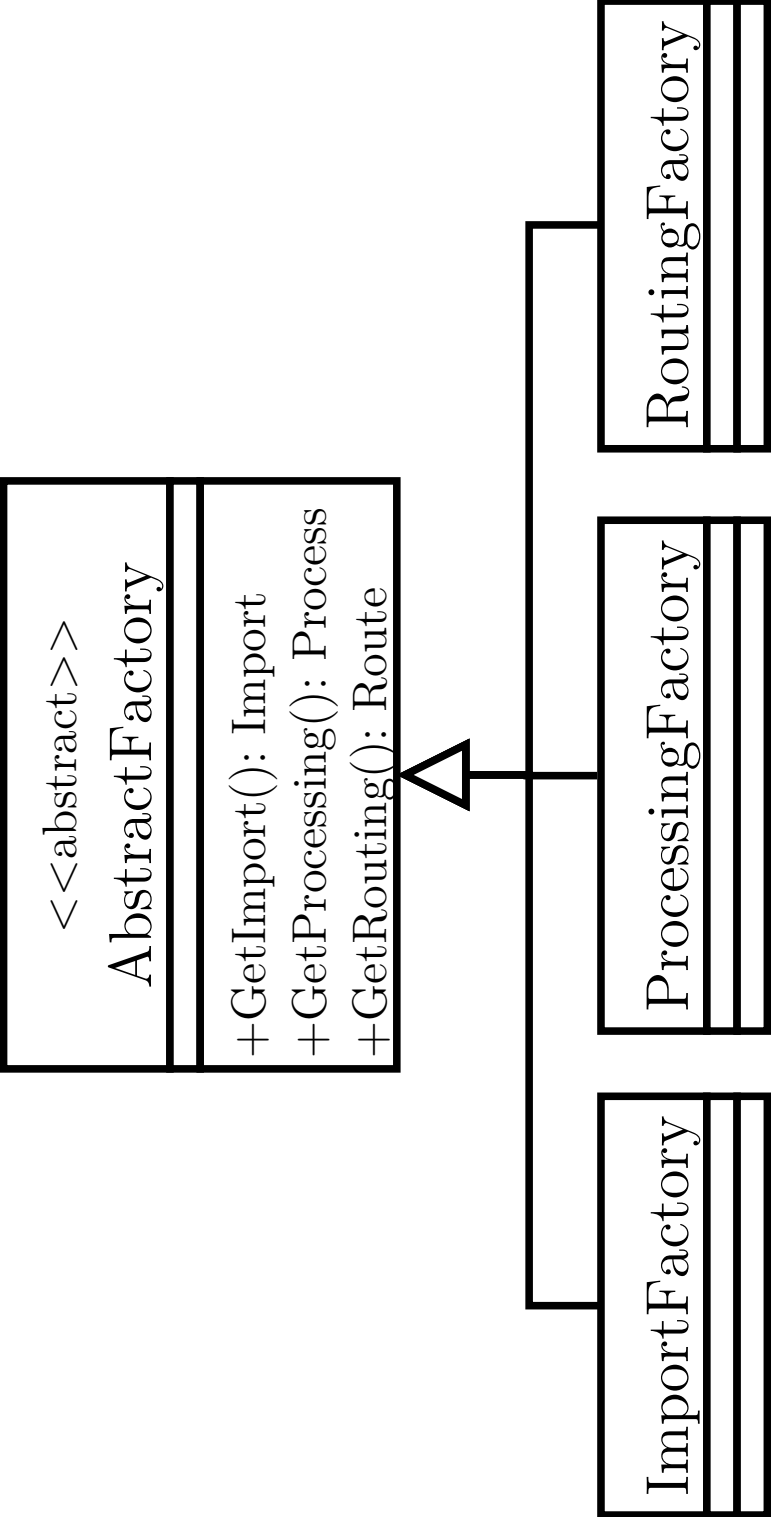 <<abstract>>
AbstractFactory
+GetImport(): Import
+GetProcessing(): Process
+GetRouting(): Route
ImportFactory
ProcessingFactory
RoutingFactory